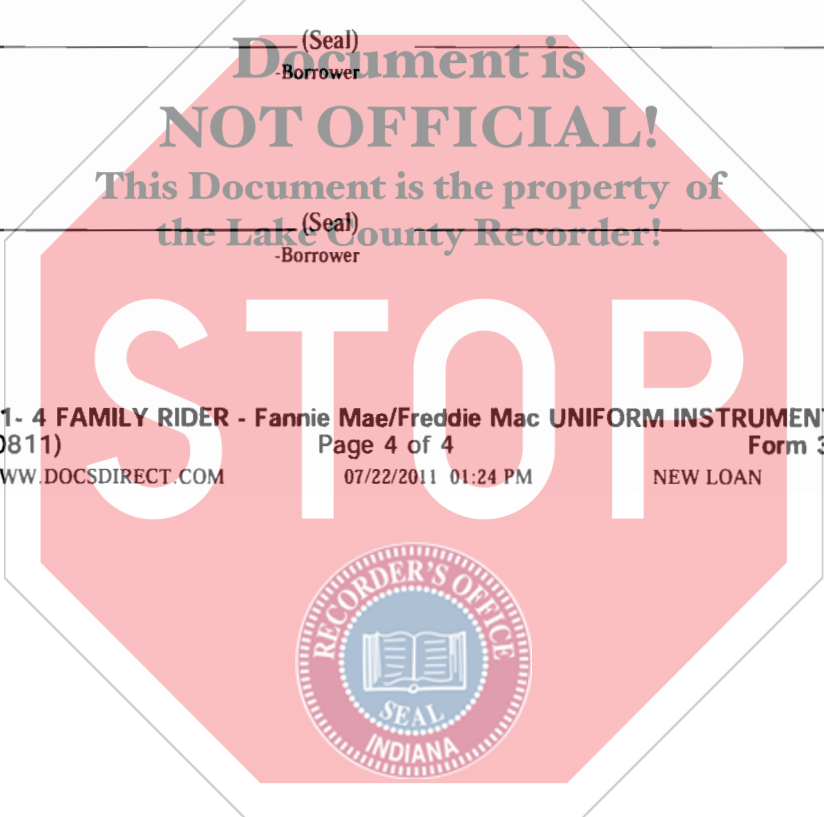 (Seal)
Document is
-Borrower
NOT OFFICIAL!
This Document is the property of
(Seal)
the Lake County Recorder!
-Borrower
STOP
1- 4 FAMILY RIDER - Fannie Mae/Freddie Mac UNIFORM INSTRUMENT
0811) Page 4 of 4 Form 3
WW.DOCSDIRECT.COM 07/22/2011 01:24 PM NEW LOAN
RECORDER'S OFFICE
SEAL
INDIANA